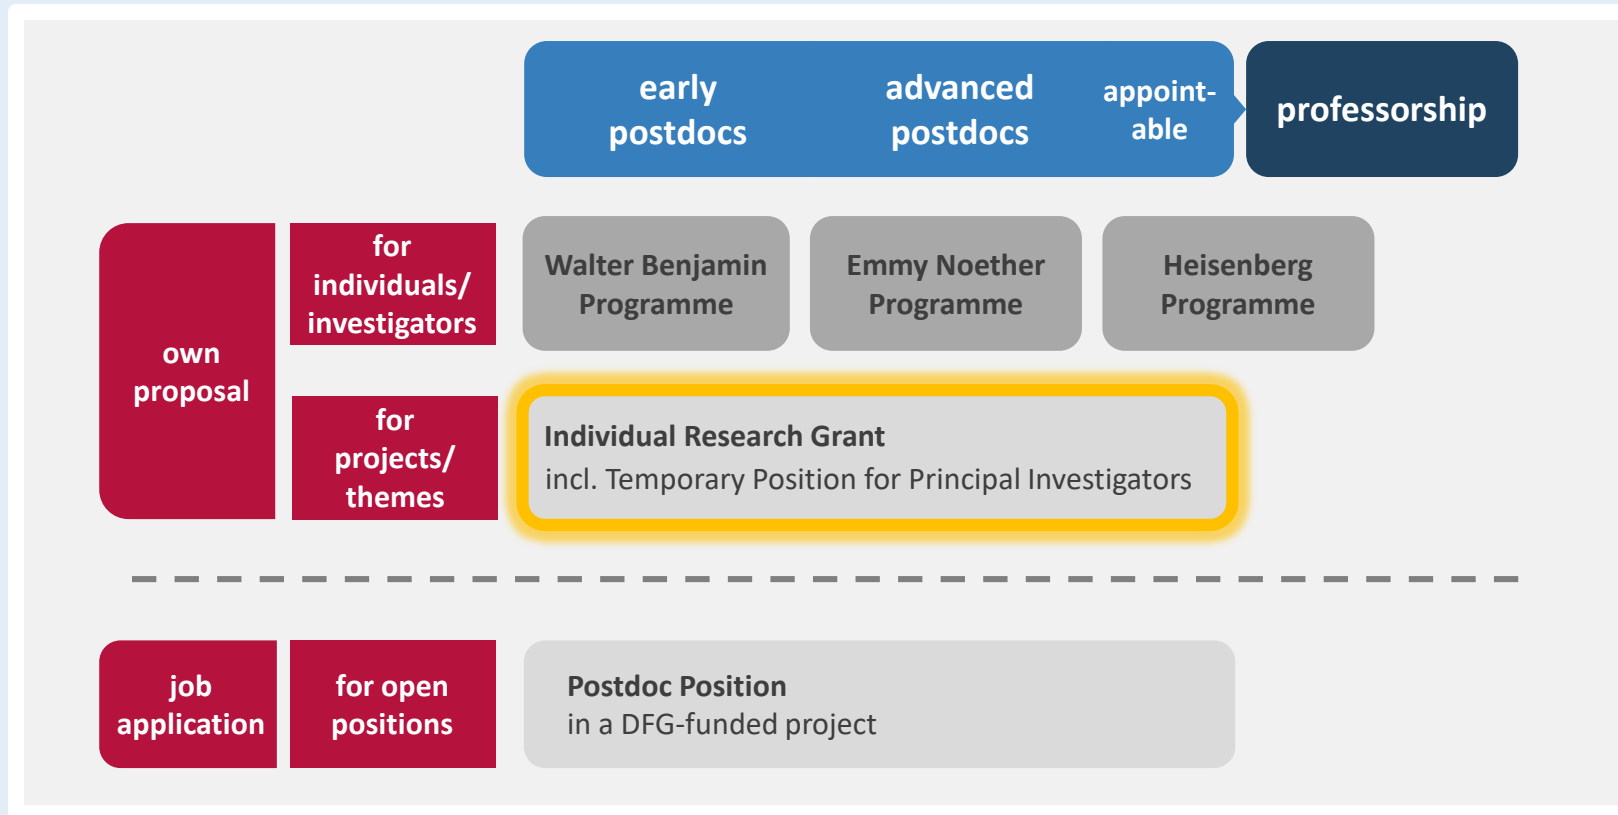 early
postdocs
advanced
postdocs
appoint-
able
professorship
own
proposal
for
individuals/
investigators
Walter Benjamin
Programme
Emmy Noether
Programme
Heisenberg
Programme
for
projects/
themes
Individual Research Grant
incl. Temporary Position for Principal Investigators
job
application
for open
positions
Postdoc Position
in a DFG-funded project